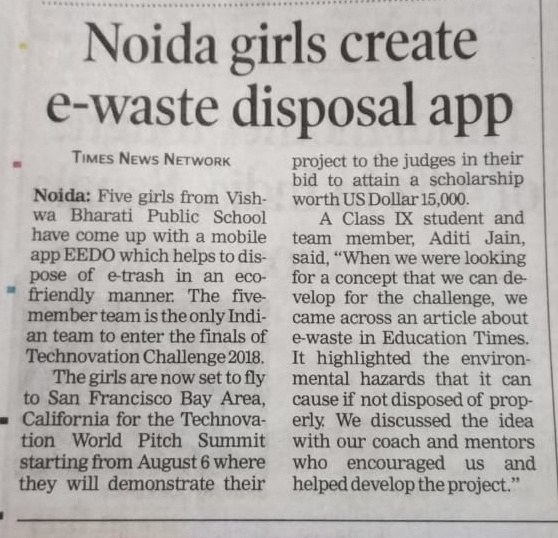 Noida girls create
e-waste disposal app
TIMES NEWS NETWORK
Noida: Five girls from Vish-
wa Bharati Public School
have come up with a mobile
app EEDO which helps to dis-
pose of e-trash in an eco-
friendly manner. The five-
member team is the only Indi-
an team to enter the finals of
Technovation Challenge 2018.
The girls are now set to fly
to San Francisco Bay Area,
California for the Technova-
tion World Pitch Summit
starting from August 6 where
they will demonstrate their
project to the judges in their
bid to attain a scholarship
worth US Dollar 15,000.
A Class IX student and
team member, Aditi Jain,
said, “When we were looking
for a concept that we can de-
velop for the challenge, we
came across an article about
e-waste in Education Times.
It highlighted the environ-
mental hazards that it can
cause if not disposed of prop-
erly. We discussed the idea
with our coach and mentors
who encouraged us and
helped develop the project.”